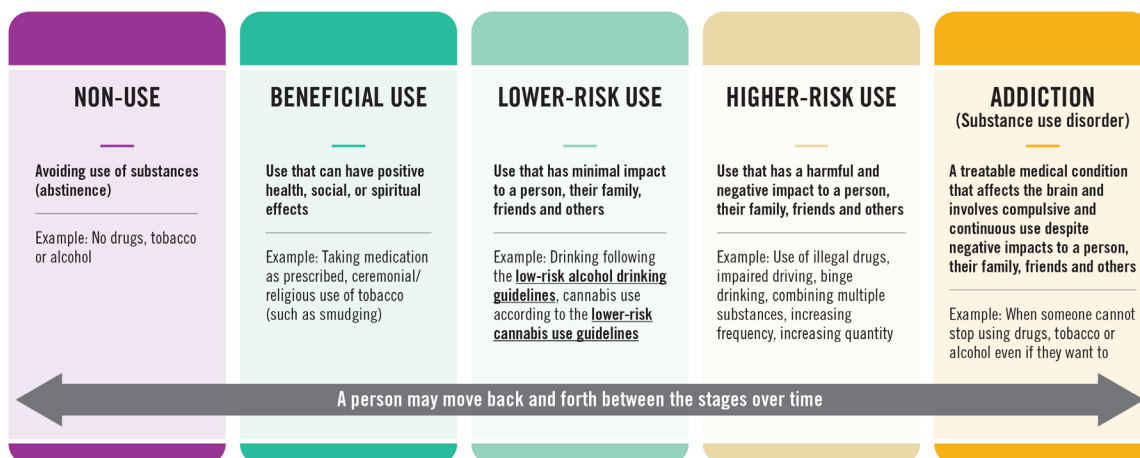 NON-USE
Avoiding use of substances
(abstinence)
Example: No drugs, tobacco
or alcohol
BENEFICIAL USE
Use that can have positive
health, social, or spiritual
effects
Example: Taking medication
as prescribed, ceremonial/
religious use of tobacco
(such as smudging)
LOWER-RISK USE
Use that has minimal impact
to a person, their family,
friends and others
Example: Drinking following
the low-risk alcohol drinking
guidelines, cannabis use
according to the lower-risk
cannabis use guidelines
HIGHER-RISK USE
Use that has a harmful and
negative impact to a person,
their family, friends and others
Example: Use of illegal drugs,
impaired driving, binge
drinking, combining multiple
substances, increasing
frequency, increasing quantity
ADDICTION
(Substance use disorder)
A treatable medical condition
that affects the brain and
involves compulsive and
continuous use despite
negative impacts to a person,
their family, friends and others
Example: When someone cannot
stop using drugs, tobacco or
alcohol even if they want to
A person may move back and forth between the stages over time